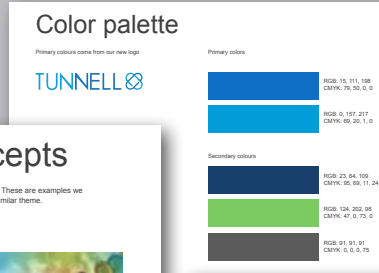 Color palette
Primary colours come from our new logo
Primary colors
TUNNELL
RGB: 15, 111, 198
CMYK: 79, 50, 0, 0
RGB: 0, 157, 217
CMYK: 69, 20, 1, 0
Secondary colours
RGB: 23, 64, 109
CMYK: 95, 69, 11, 24
RGB: 124, 202, 98
CMYK: 47, 0, 73, 0
RGB: 91, 91, 91
CMYK: 0, 0, 0, 75
cepts
These are examples we
milar theme.